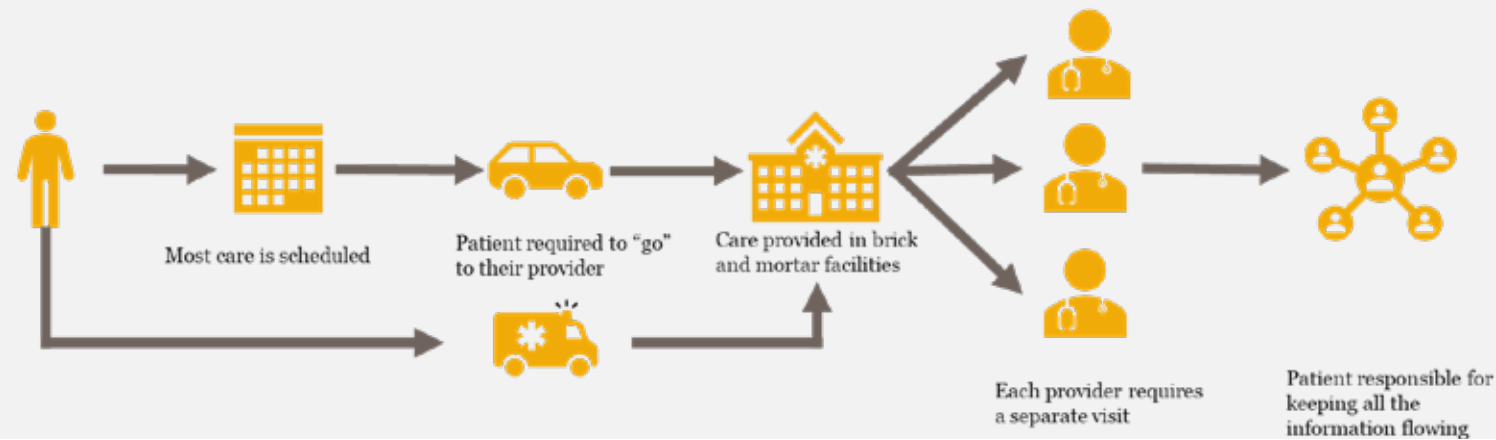 Most care is scheduled
Patient required to “go”
to their provider
Care provided in brick
and mortar facilities
Each provider requires
a separate visit
Patient responsible for
keeping all the
information flowing